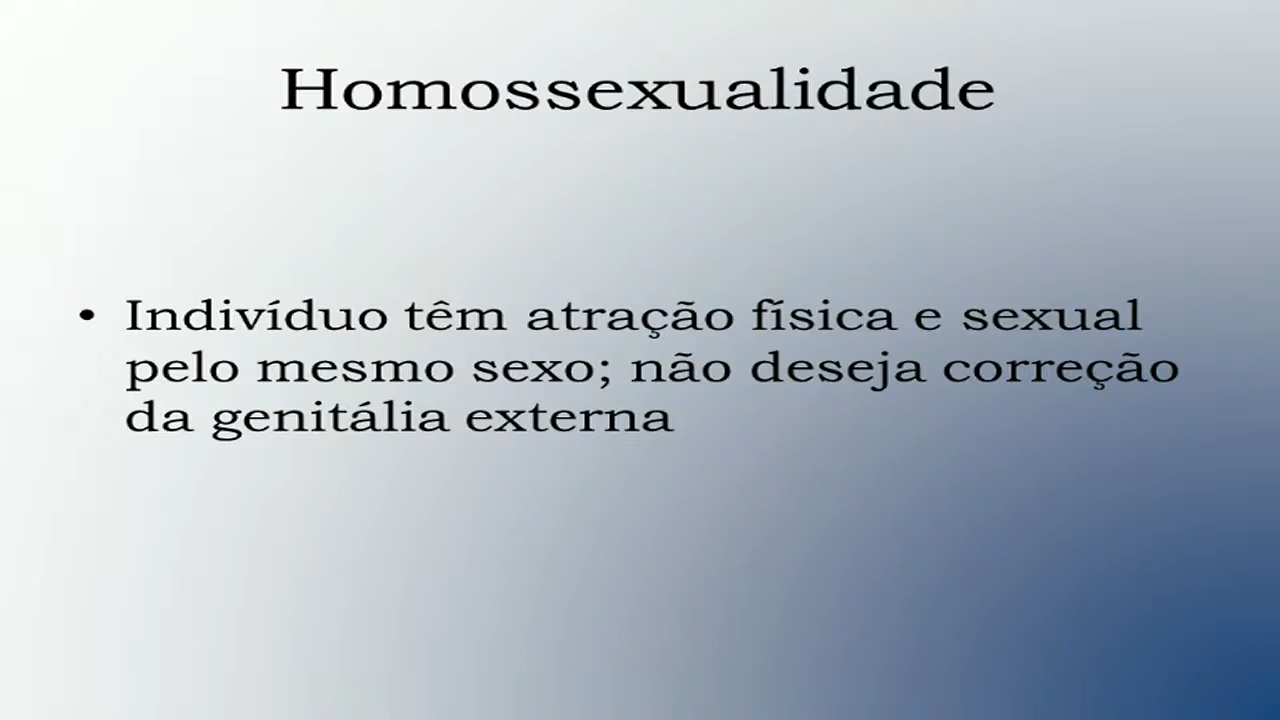 Homossexualidade
• Indivíduo têm atração física e sexual
pelo mesmo sexo; não deseja correção
da genitália externa